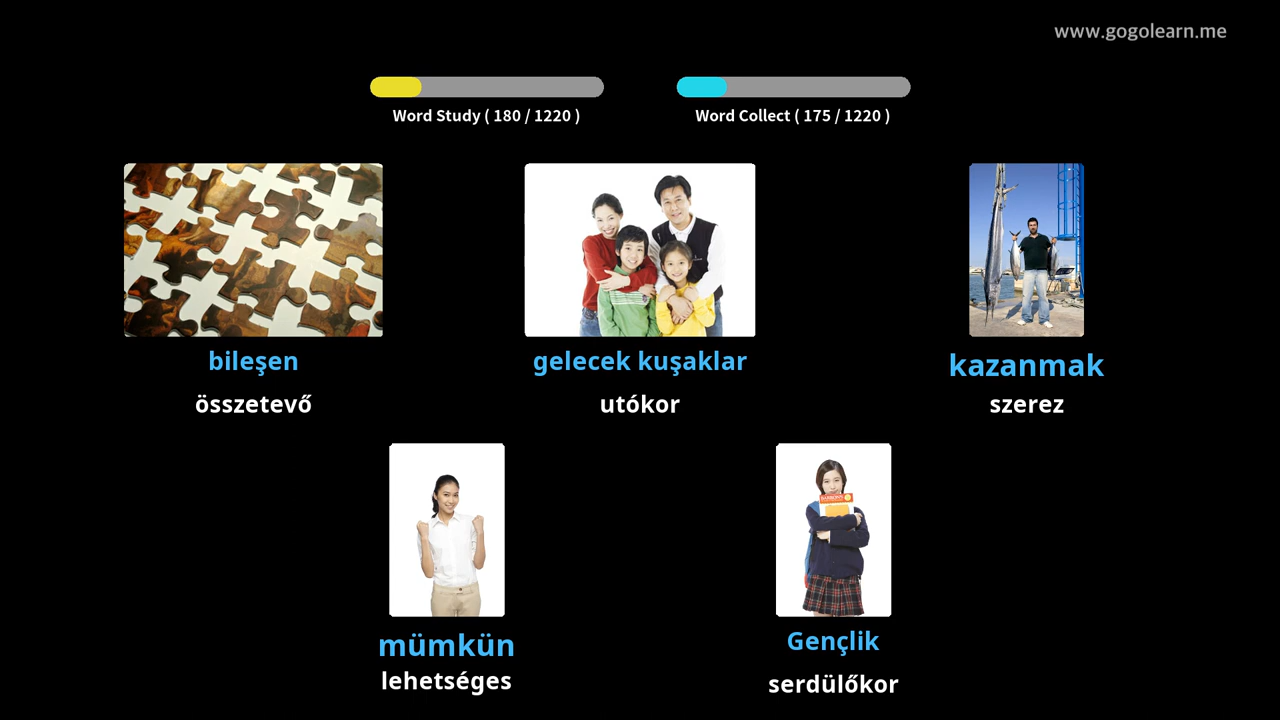 www.gogolearn.me
Word Study ( 180 / 1220 )
Word Collect ( 175 / 1220 )
bileşen
gelecek kuşaklar
kazanmak
összetevő
utókor
szerez
mümkün
Gençlik
lehetséges
serdülőkor